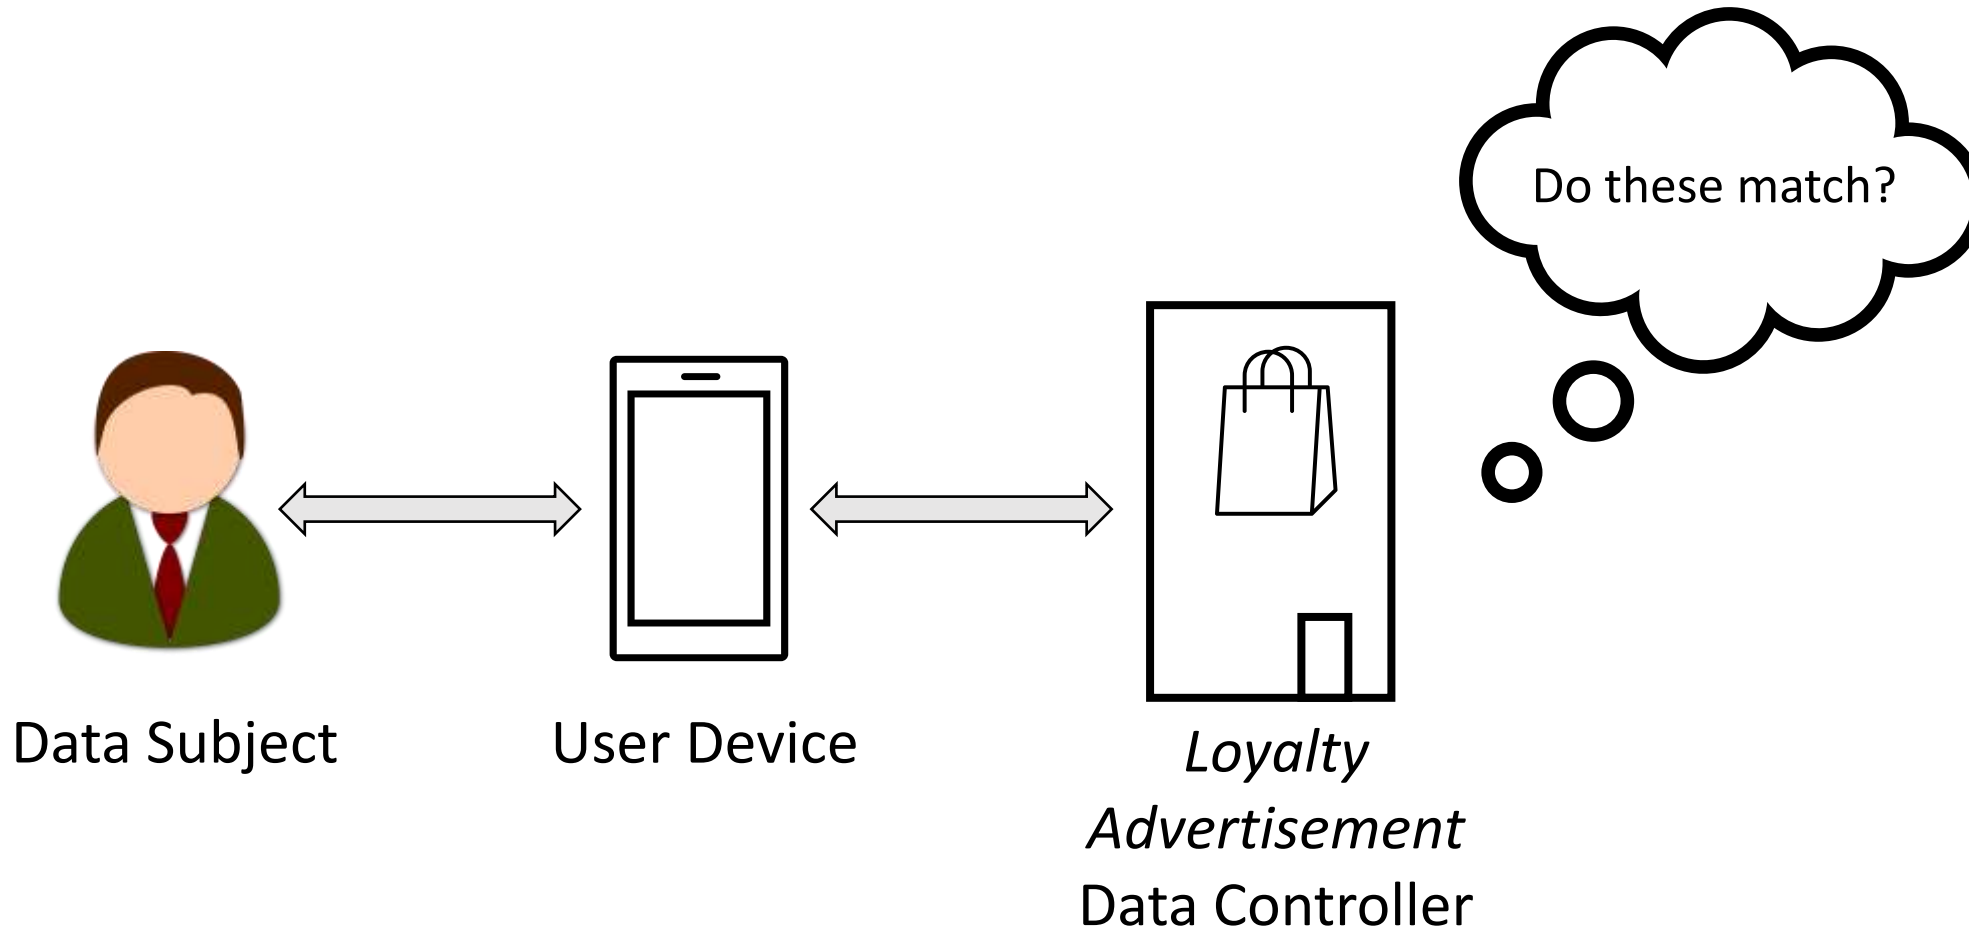 Do these match?
Data Subject
User Device
Loyalty
Advertisement
Data Controller